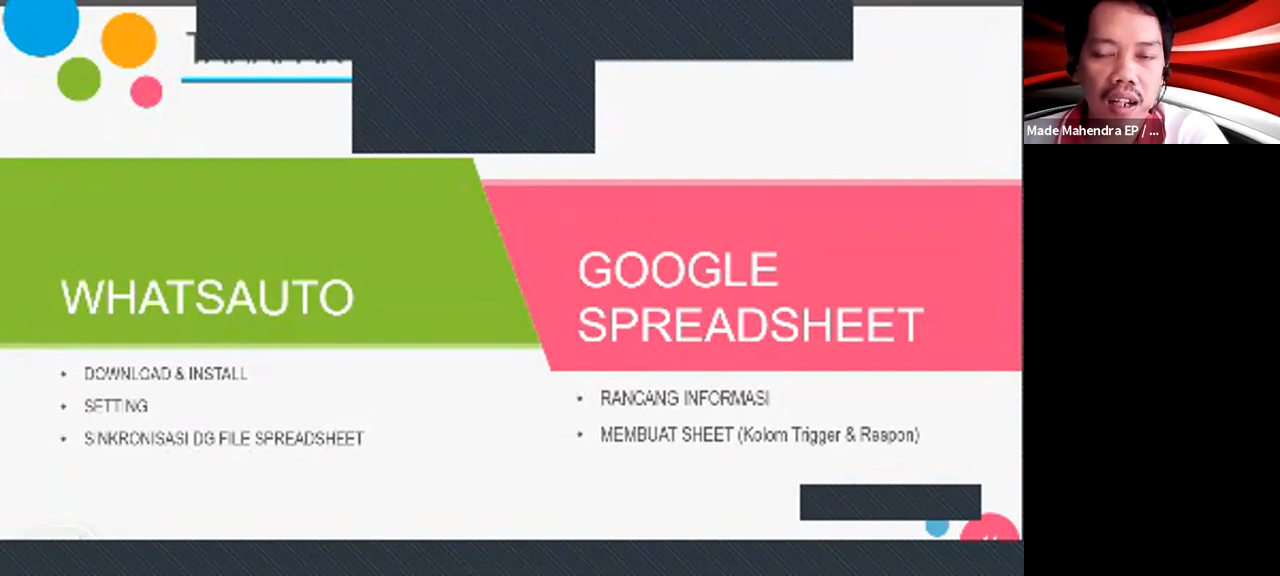 WHATSAUTO
• DOWNLOAD & INSTALL
• SETTING
• SINKRONISASI DG FILE SPREADSHEET
GOOGLE
SPREADSHEET
• RANCANG INFORMASI
• MEMBUAT SHEET (Kolom Trigger & Respon)
Made Mahendra EP / ...